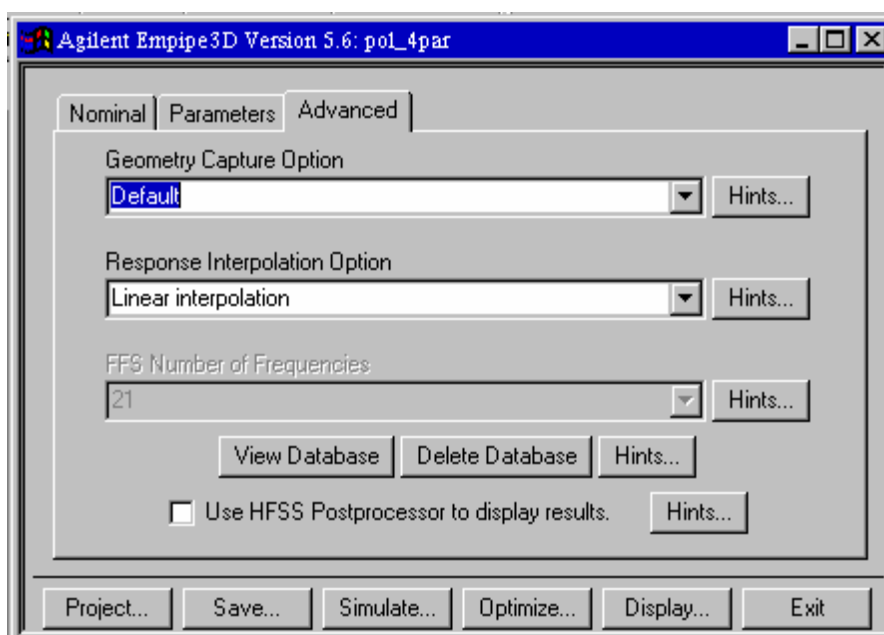 Agilent Empipe3D Version 5.6: po1_4par
Nominal Parameters Advanced
Geometry Capture Option
Default Hints...
Response Interpolation Option
Linear interpolation Hints...
FFS Number of Frequencies
21 Hints...
View Database Delete Database Hints...
Use HFSS Postprocessor to display results. Hints...
Project... Save... Simulate... Optimize... Display... Exit